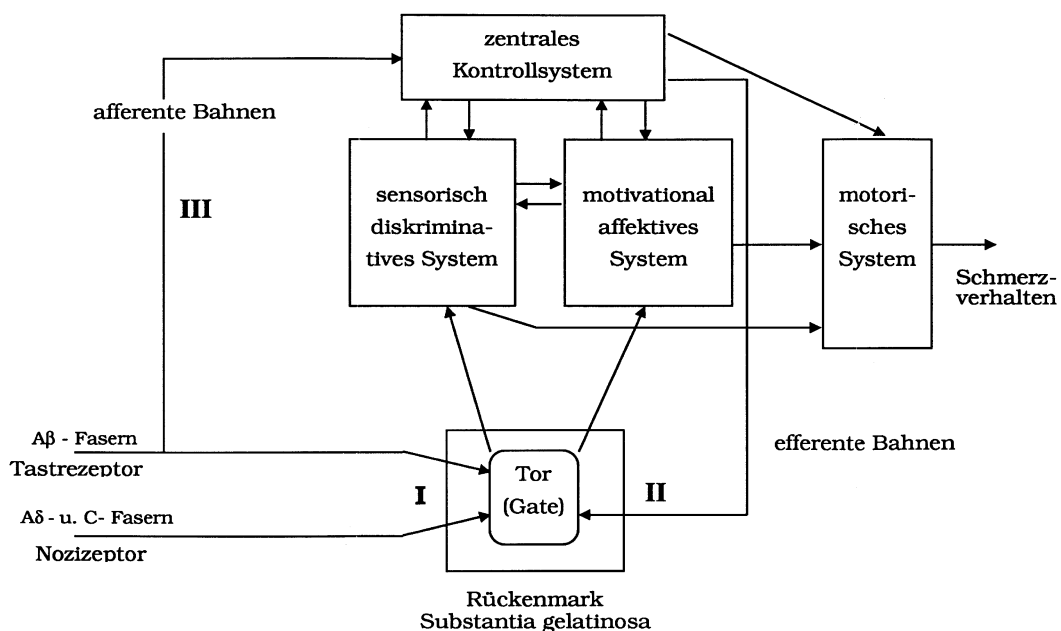 zentrales
Kontrollsystem
afferente Bahnen
III
sensorisch
diskrimina-
tives System
motivational
affektives
System
motori-
sches
System
Schmerz-
verhalten
Aβ - Fasern
Tastrezeptor
Aδ - u. C- Fasern
Nozizeptor
I
Tor
(Gate)
II
efferente Bahnen
Rückenmark
Substantia gelatinosa